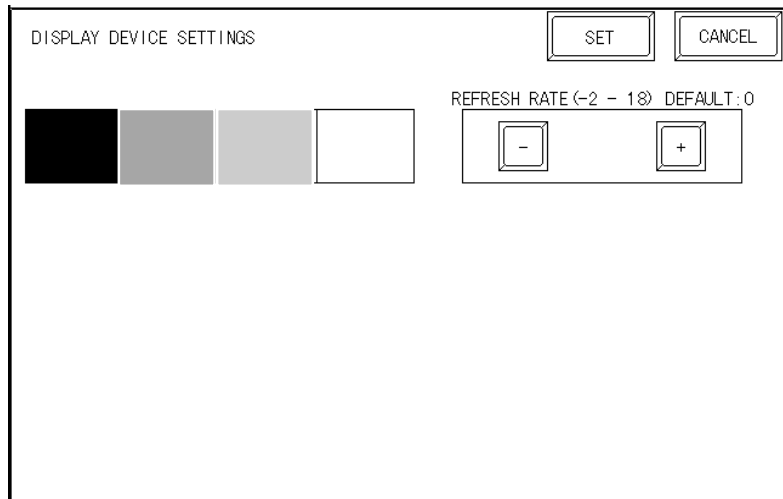 DISPLAY DEVICE SETTINGS
SET
CANCEL
REFRESH RATE(-2 - 18) DEFAULT:0
-
+